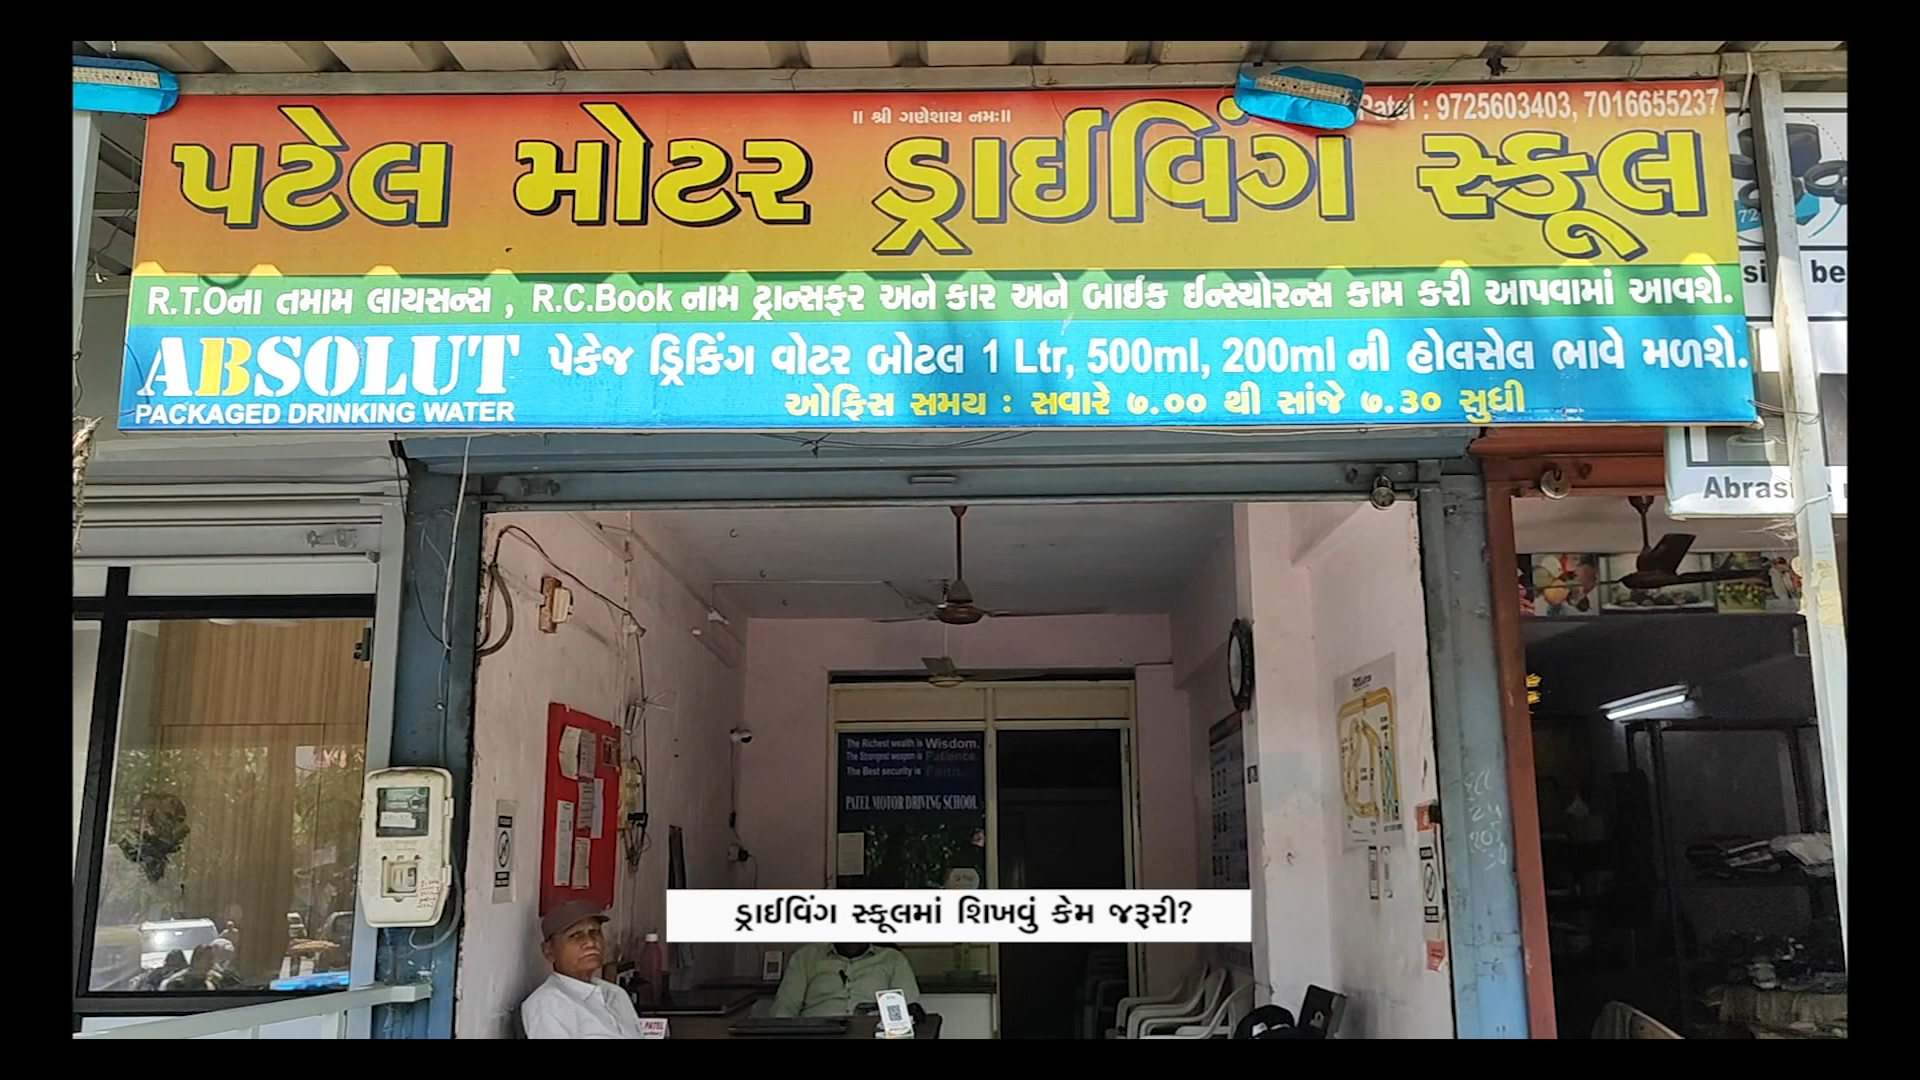 ॥ શ્રી ગણેશાય નમઃ॥
Patel : 9725603403, 7016655237
પટેલ મોટર ડ્રાઈવિંગ સ્કૂલ
R.T.Oના તમામ લાયસન્સ , R.C.Book નામ ટ્રાન્સફર અને કાર અને બાઈક ઈન્સ્યોરન્સ કામ કરી આપવામાં આવશે.
ABSOLUT
PACKAGED DRINKING WATER
પેકેજ ડ્રિકિંગ વોટર બોટલ 1 Ltr, 500ml, 200ml ની હોલસેલ ભાવે મળશે.
ઓફિસ સમય : સવારે ૭.૦૦ થી સાંજે ૭.૩૦ સુધી
The Richest wealth is Wisdom.
The Strongest weapon is Patience.
The Best security is Faith.
PATEL MOTOR DRIVING SCHOOL
ડ્રાઈવિંગ સ્કૂલમાં શિખવું કેમ જરૂરી?
PATEL